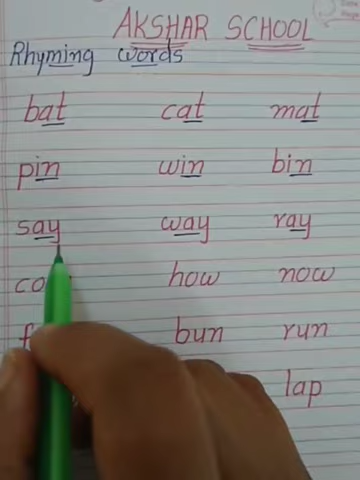 AKSHAR SCHOOL
Rhyming words
bat cat mat
pin win bin
say way ray
how now
bun run
lap